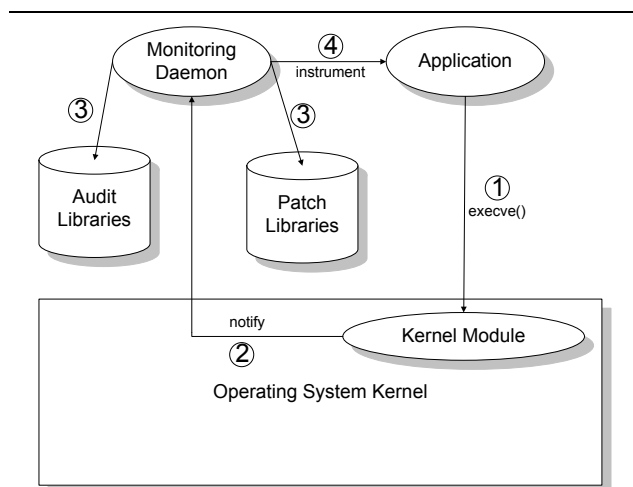 Monitoring
Daemon
④
instrument
Application
③
③
Audit
Libraries
Patch
Libraries
①
execve()
notify
②
Kernel Module
Operating System Kernel